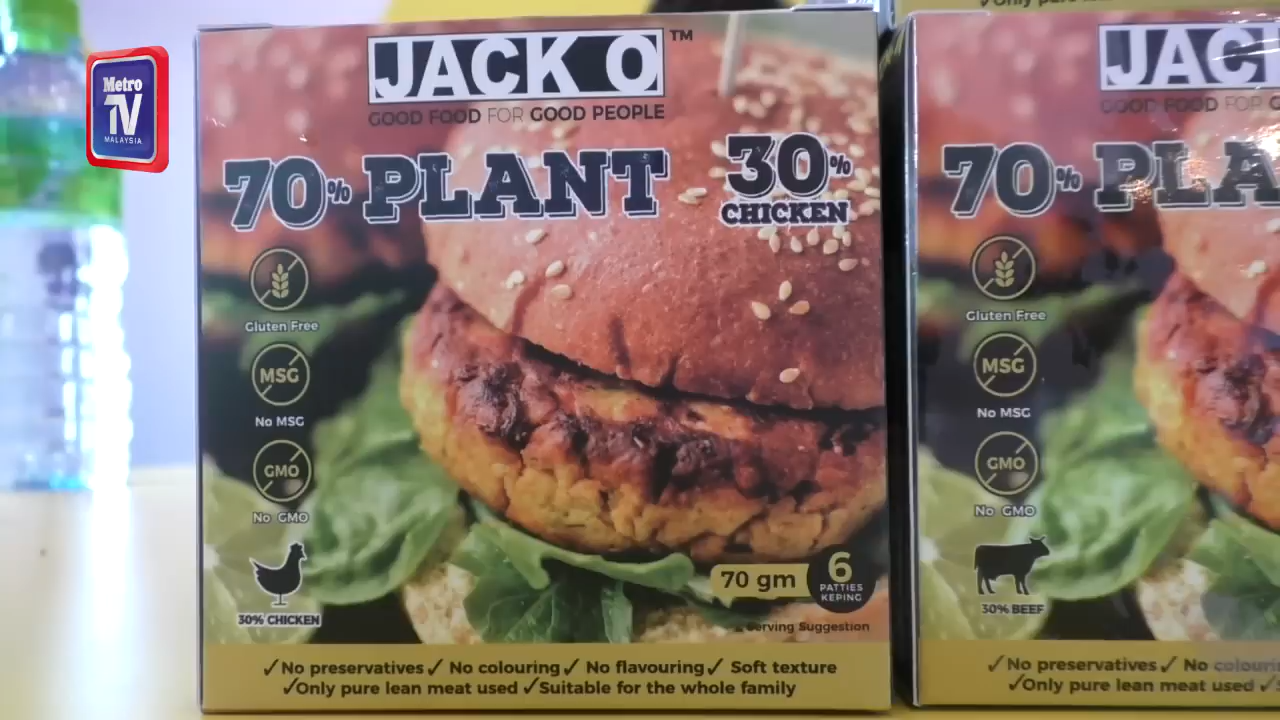 Metro
TV
MALAYSIA
JACK O™
GOOD FOOD FOR GOOD PEOPLE
70% PLANT
30% CHICKEN
Gluten Free
MSG
No MSG
GMO
No GMO
30% CHICKEN
70 gm
6
PATTIES
KEPING
Serving Suggestion
✓No preservatives ✓ No colouring ✓ No flavouring ✓ Soft texture
✓Only pure lean meat used ✓Suitable for the whole family
✓Only
JAC
GOOD FOOD FOR
70% PLA
Gluten Free
MSG
No MSG
GMO
No GMO
30% BEEF
✓No preservatives ✓ No
✓Only pure lean meat used ✓